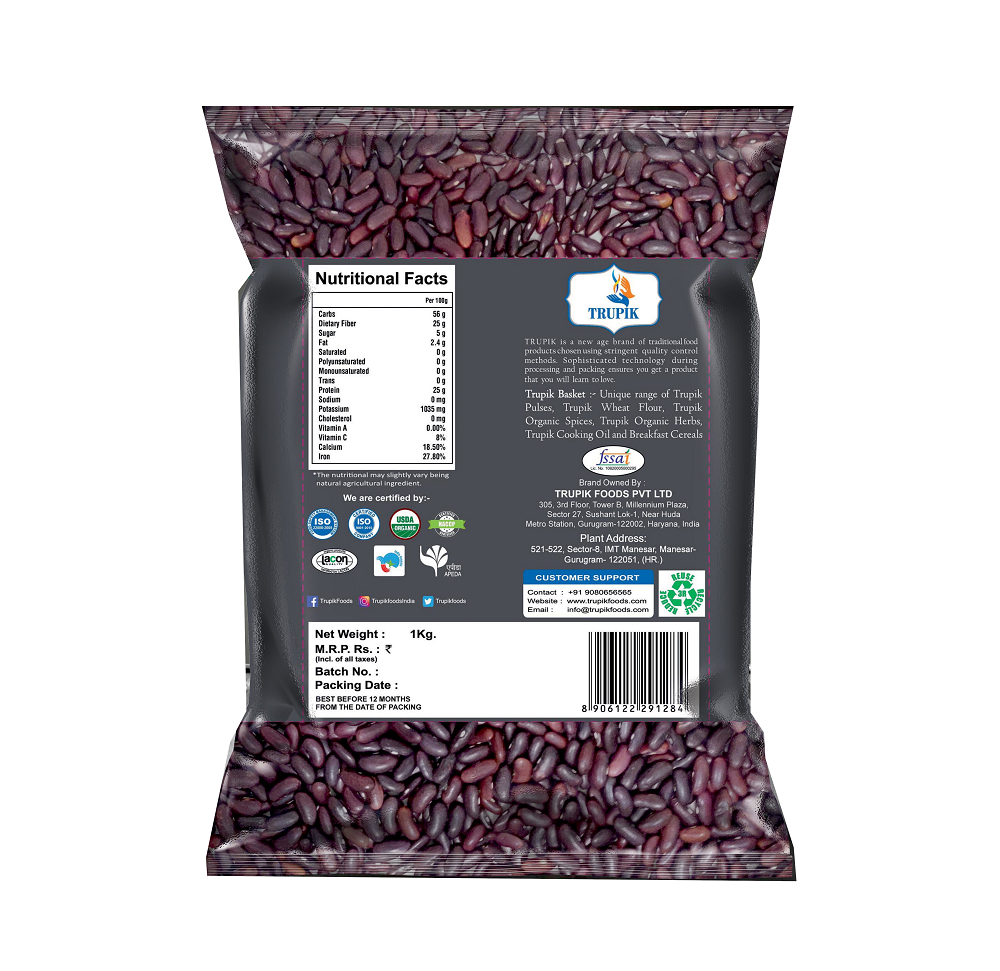 Nutritional Facts
Per 100g
Carbs 56 g
Dietary Fiber 25 g
Sugar 5 g
Fat 2.4 g
Saturated 0 g
Polyunsaturated 0 g
Monounsaturated 0 g
Trans 0 g
Protein 25 g
Sodium 0 mg
Potassium 1035 mg
Cholesterol 0 mg
Vitamin A 0.00%
Vitamin C 8%
Calcium 18.50%
Iron 27.80%
*The nutritional may slightly vary being
natural agricultural ingredient.
We are certified by:-
ISO
ISO
CERTIFIED
COMPANY
USDA
ORGANIC
HACCP
lacon
एपीडा
APEDA
TrupikFoods
TrupikfoodsIndia
Trupikfoods
TRUPIK
TRUPIK is a new age brand of traditional food
products chosen using stringent quality control
methods. Sophisticated technology during
processing and packing ensures you get a product
that you will learn to love.
Trupik Basket :- Unique range of Trupik
Pulses, Trupik Wheat Flour, Trupik
Organic Spices, Trupik Organic Herbs,
Trupik Cooking Oil and Breakfast Cereals
fssai
Brand Owned By :
TRUPIK FOODS PVT LTD
305, 3rd Floor, Tower B, Millennium Plaza,
Sector 27, Sushant Lok-1, Near Huda
Metro Station, Gurugram-122002, Haryana, India
Plant Address:
521-522, Sector-8, IMT Manesar, Manesar-
Gurugram- 122051, (HR.)
CUSTOMER SUPPORT
Contact : +91 9080656565
Website : www.trupikfoods.com
Email : info@trupikfoods.com
REUSE
REDUCE
RECYCLE
3R
Net Weight : 1Kg.
M.R.P. Rs. : ₹
(Incl. of all taxes)
Batch No. :
Packing Date :
BEST BEFORE 12 MONTHS
FROM THE DATE OF PACKING
8 906122 291284